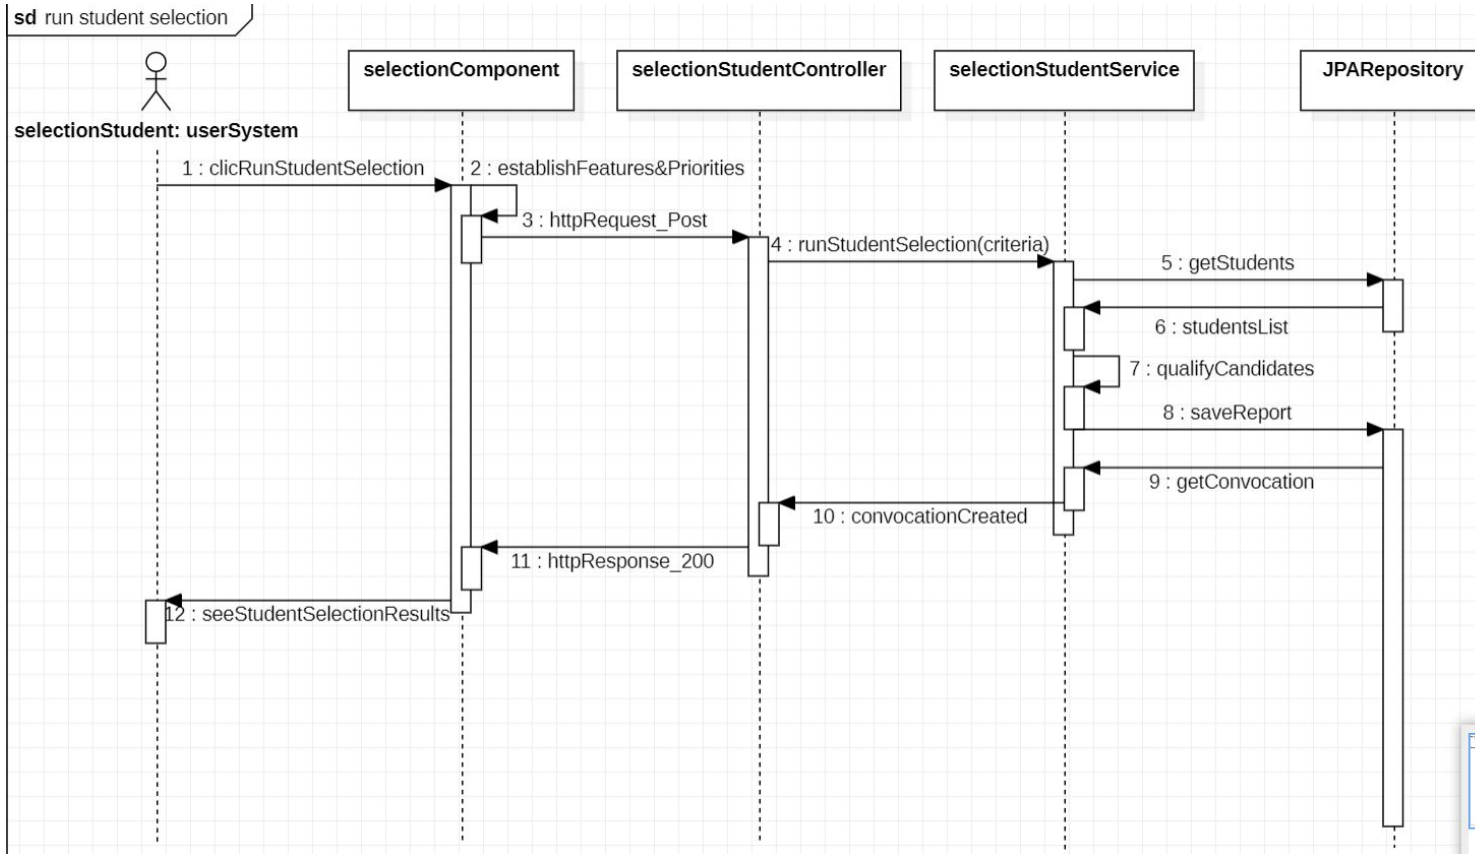 sd run student selection
selectionComponent
selectionStudentController
selectionStudentService
JPARepository
selectionStudent: userSystem
1 : clicRunStudentSelection
2 : establishFeatures&Priorities
3 : httpRequest_Post
4 : runStudentSelection(criteria)
5 : getStudents
6 : studentsList
7 : qualifyCandidates
8 : saveReport
9 : getConvocation
10 : convocationCreated
11 : httpResponse_200
12 : seeStudentSelectionResults